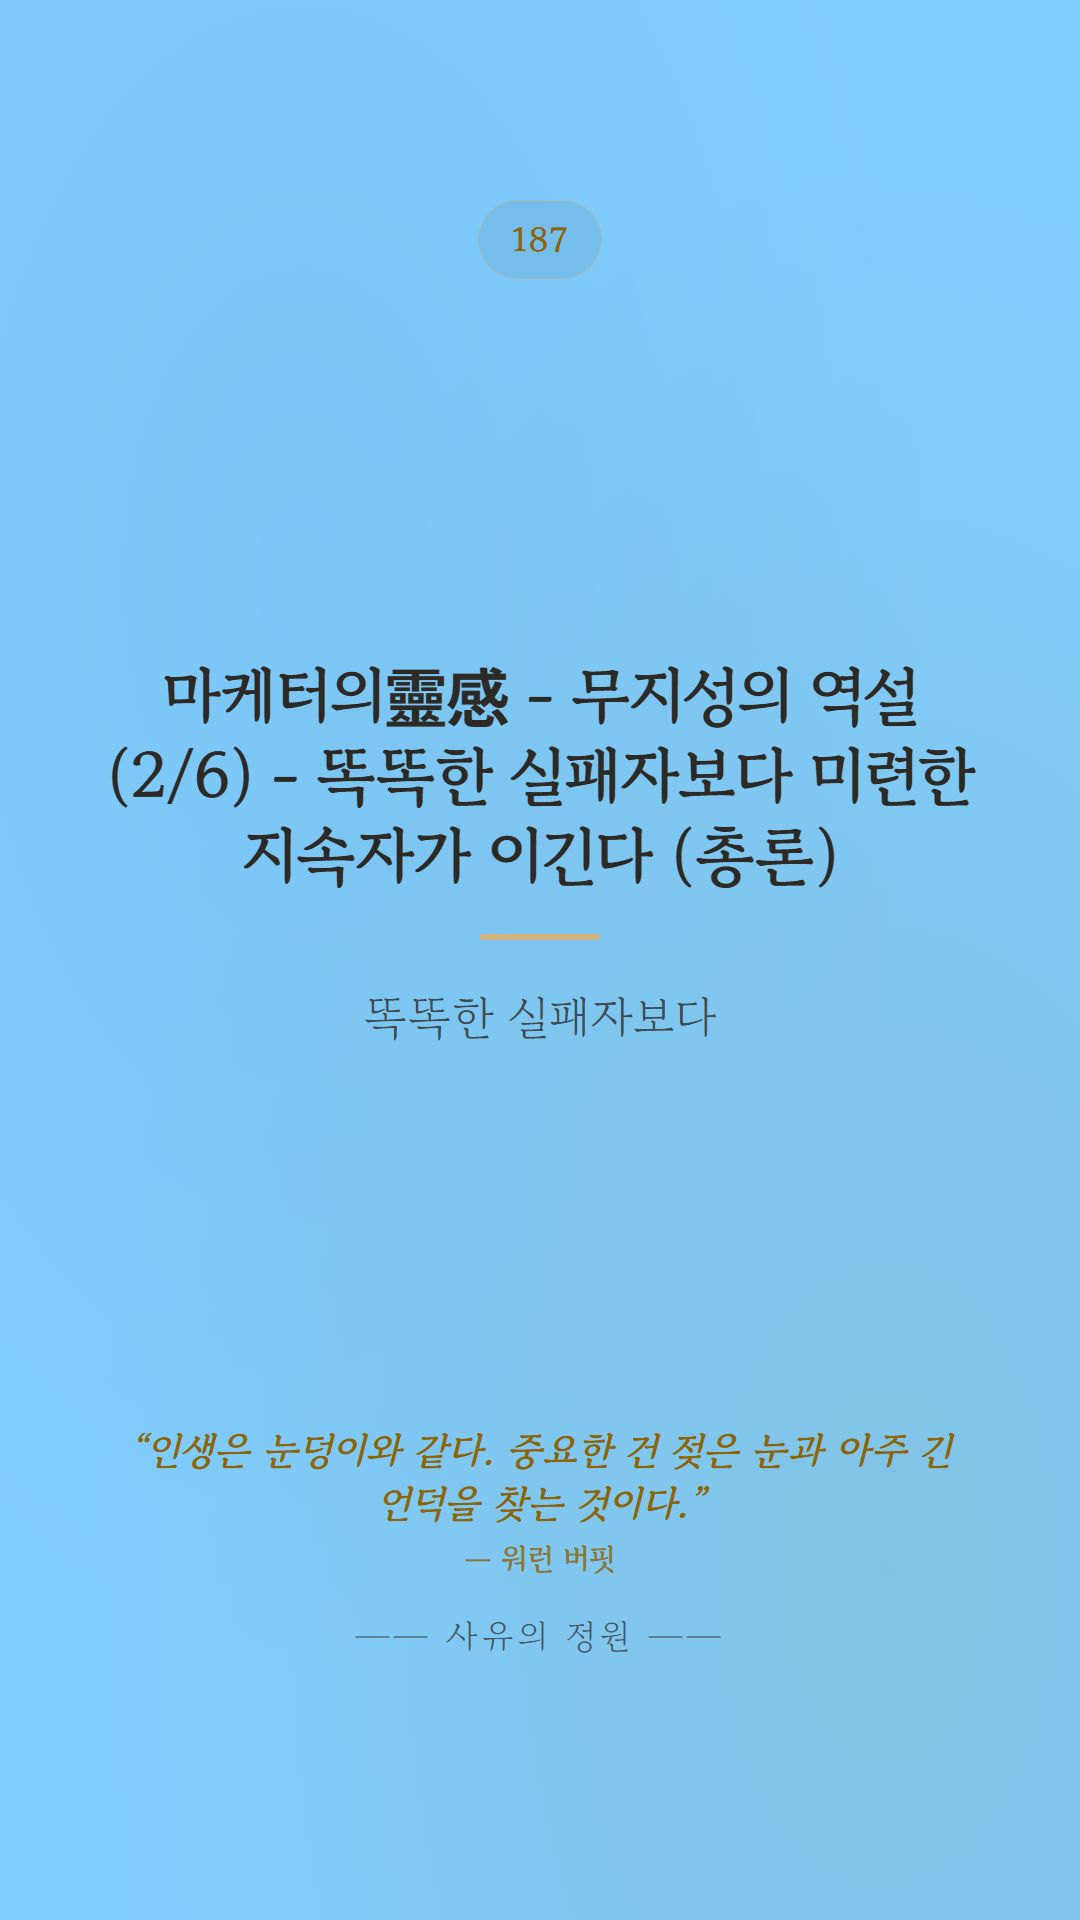 187
마케터의靈感 - 무지성의 역설
(2/6) - 똑똑한 실패자보다 미련한
지속자가 이긴다 (총론)
똑똑한 실패자보다
“인생은 눈덩이와 같다. 중요한 건 젖은 눈과 아주 긴
언덕을 찾는 것이다.”
— 워런 버핏
—— 사유의 정원 ——